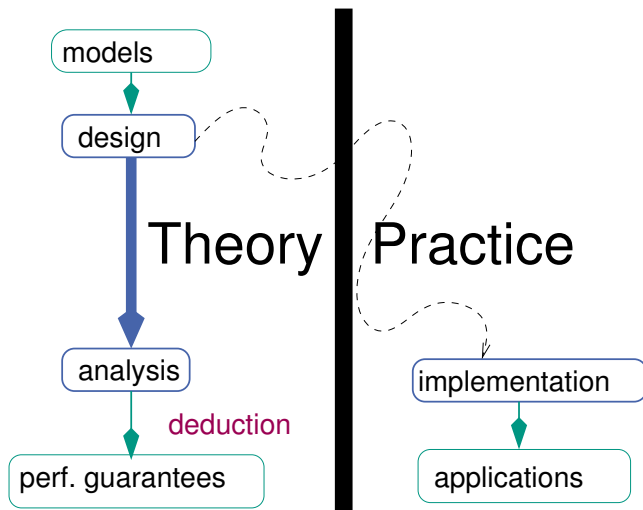 models
design
Theory
Practice
analysis
implementation
deduction
perf. guarantees
applications